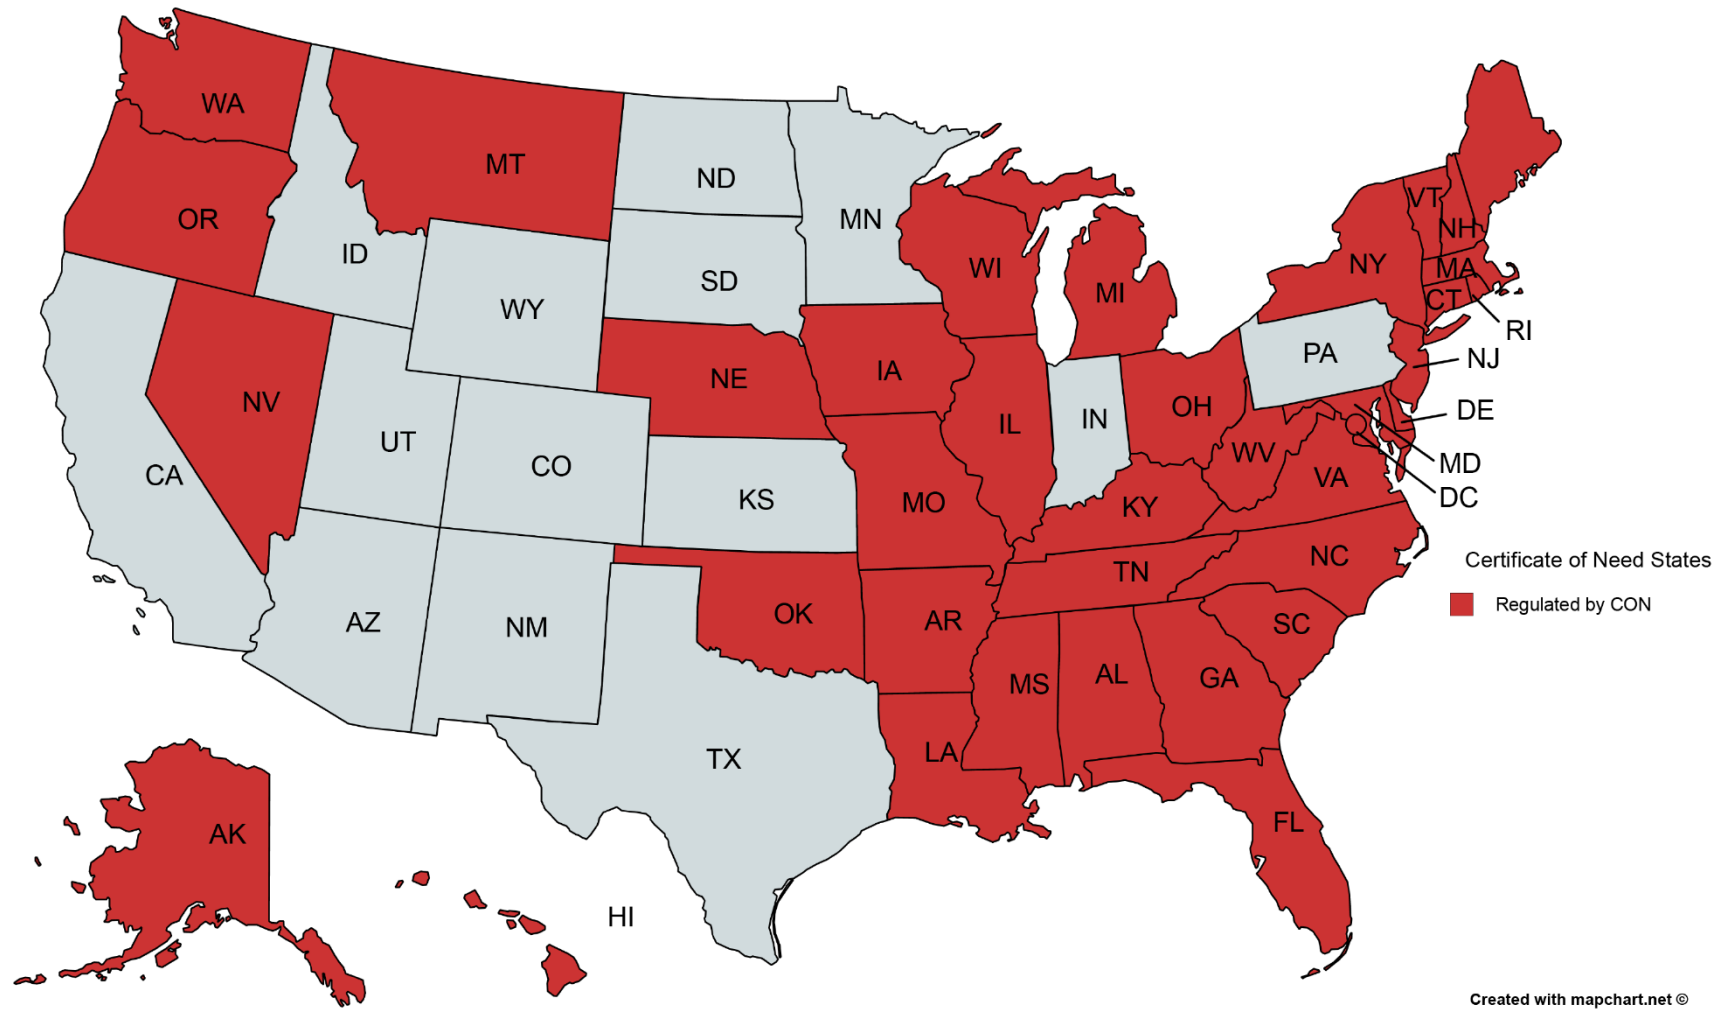 WA
MT
ND
MN
OR
ID
SD
WY
WI
MI
VT
NH
NY
MA
CT
RI
PA
NJ
NE
IA
NV
UT
CO
CA
KS
IL
IN
OH
DE
WV
MD
VA
DC
MO
KY
NC
TN
AZ
NM
OK
AR
SC
MS
AL
GA
TX
LA
FL
AK
HI
Certificate of Need States
Regulated by CON
Created with mapchart.net ©